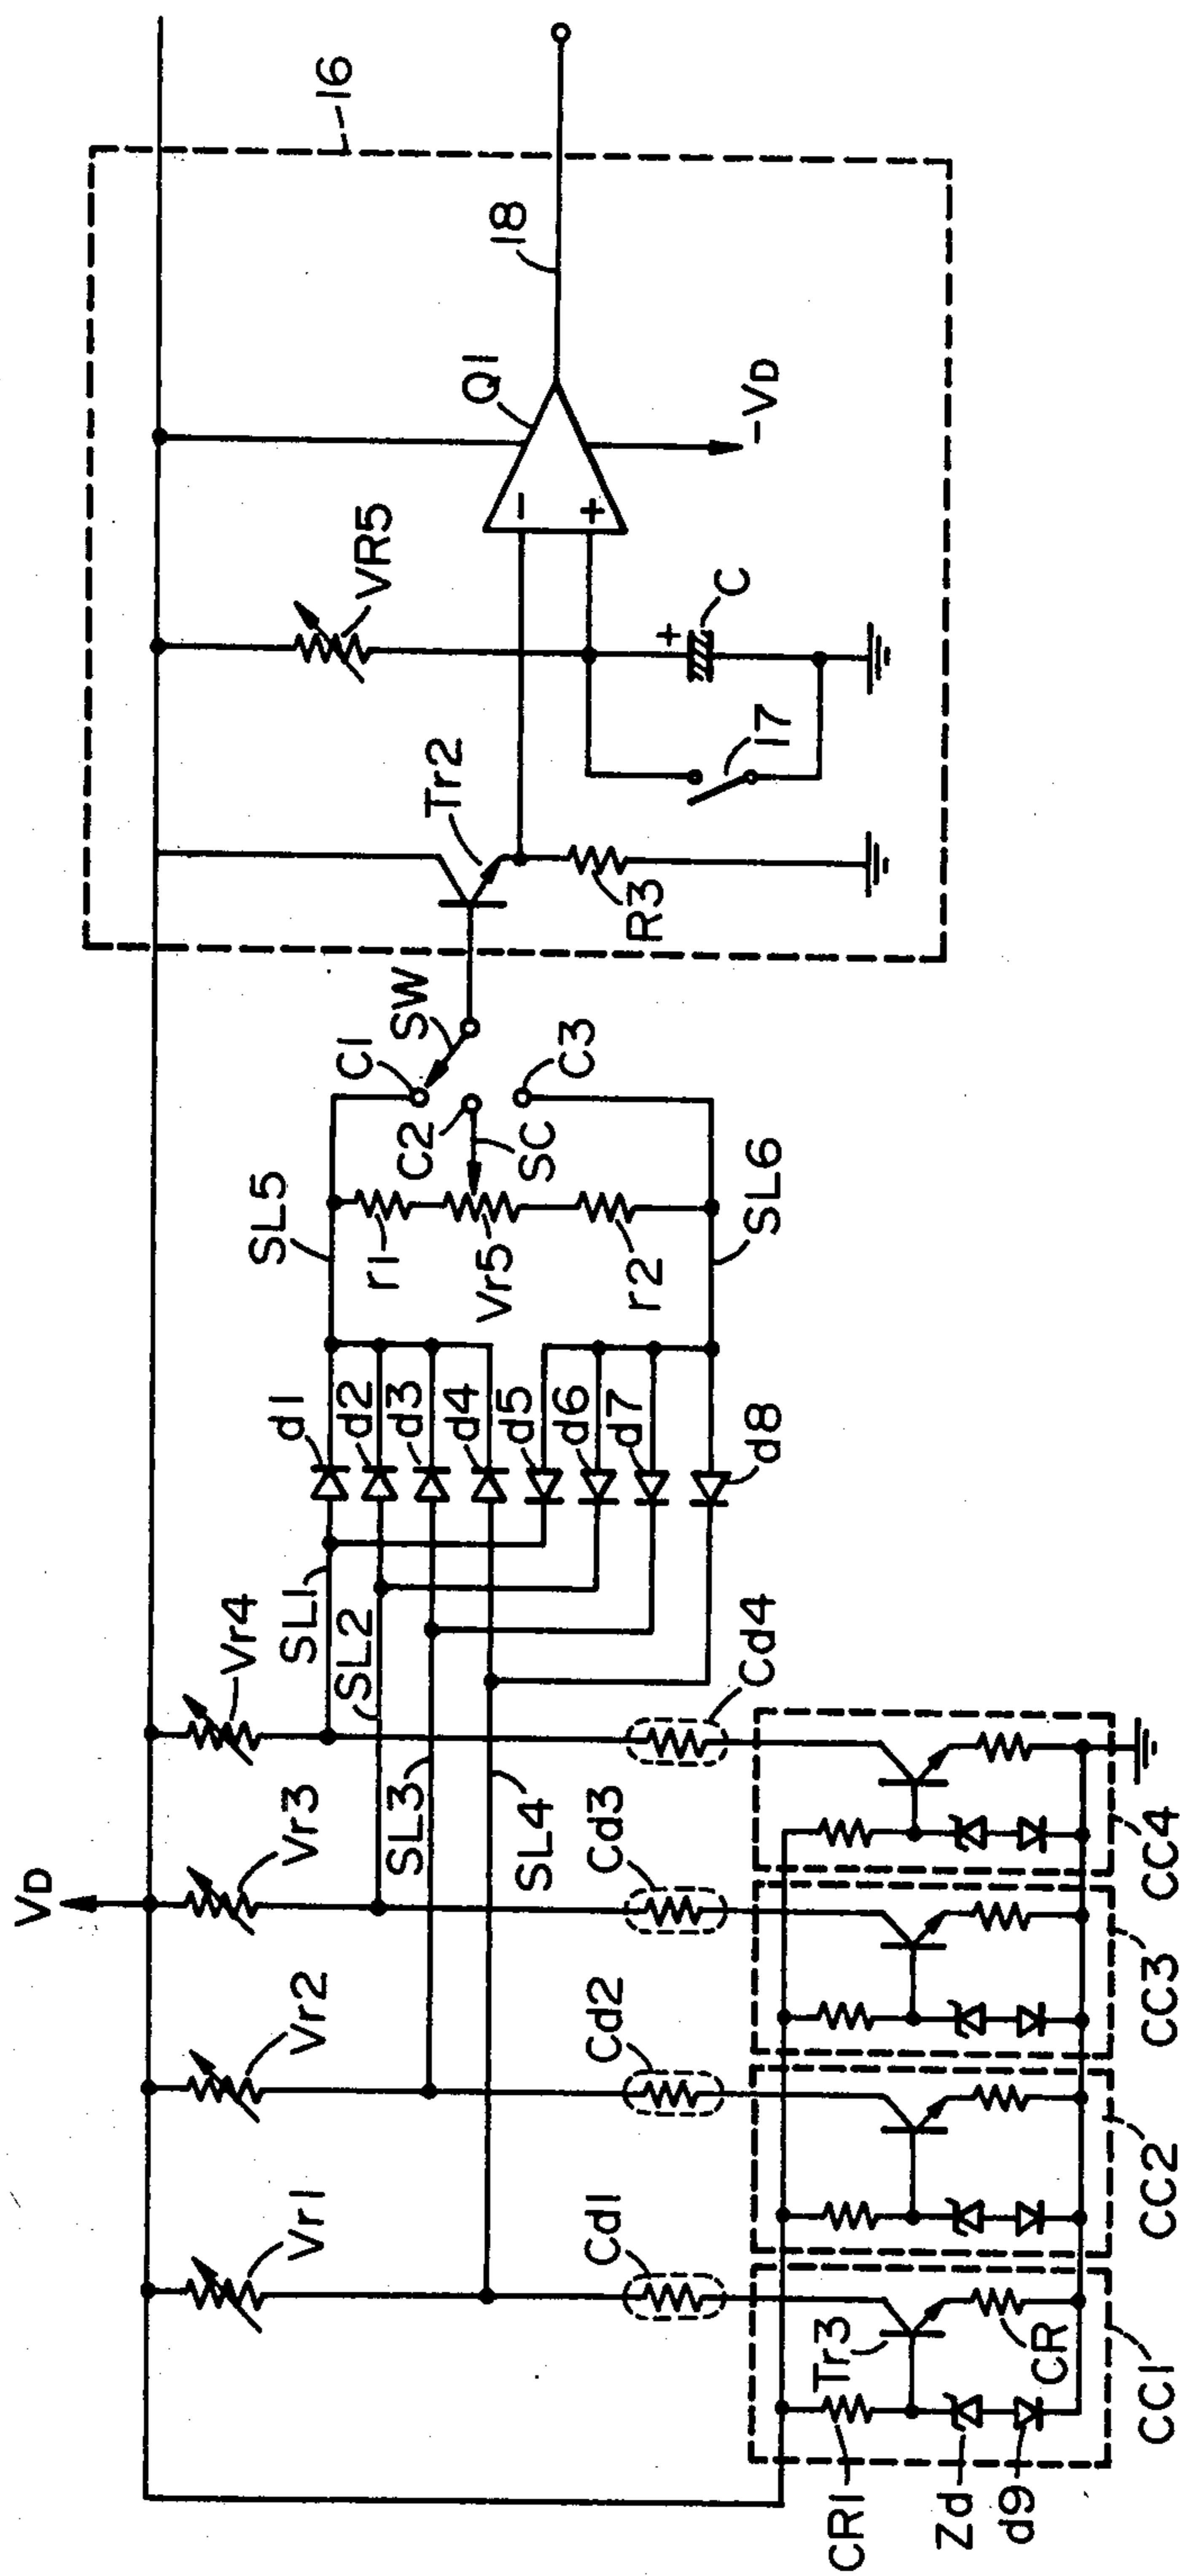 VD
Vr1
Vr2
Vr3
Vr4
SL1
SL2
SL3
SL4
Cd1
Cd2
Cd3
Cd4
CR1
Zd
d9
Tr3
CR
CC1
CC2
CC3
CC4
d1
d2
d3
d4
d5
d6
d7
d8
SL5
SL6
r1
Vr5
r2
C1
C2
C3
SC
SW
16
Tr2
R3
VR5
17
C
+
Q1
-
+
-VD
18